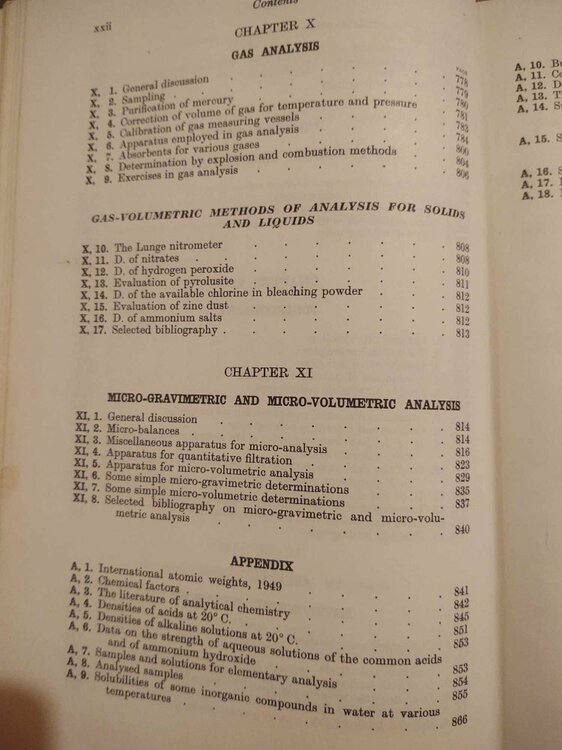 Contents
xxii
CHAPTER X
GAS ANALYSIS
PAGE
X, 1. General discussion . . . . . . 778
X, 2. Sampling . . . . . . 779
X, 3. Purification of mercury . . . . . . 780
X, 4. Correction of volume of gas for temperature and pressure . 781
X, 5. Calibration of gas measuring vessels . . . . 783
X, 6. Apparatus employed in gas analysis . . . . 784
X, 7. Absorbents for various gases . . . . . 800
X, 8. Determination by explosion and combustion methods . . 804
X, 9. Exercises in gas analysis . . . . . 806
GAS-VOLUMETRIC METHODS OF ANALYSIS FOR SOLIDS
AND LIQUIDS
X, 10. The Lunge nitrometer . . . . . . 808
X, 11. D. of nitrates . . . . . . 808
X, 12. D. of hydrogen peroxide . . . . . . 810
X, 13. Evaluation of pyrolusite . . . . . . 811
X, 14. D. of the available chlorine in bleaching powder . . . 812
X, 15. Evaluation of zinc dust . . . . . . 812
X, 16. D. of ammonium salts . . . . . . 812
X, 17. Selected bibliography . . . . . . 813
CHAPTER XI
MICRO-GRAVIMETRIC AND MICRO-VOLUMETRIC ANALYSIS
XI, 1. General discussion . . . . . . 814
XI, 2. Micro-balances . . . . . . 814
XI, 3. Miscellaneous apparatus for micro-analysis . . . . 816
XI, 4. Apparatus for quantitative filtration . . . . 823
XI, 5. Apparatus for micro-volumetric analysis . . . . 829
XI, 6. Some simple micro-gravimetric determinations . . . 835
XI, 7. Some simple micro-volumetric determinations . . . 837
XI, 8. Selected bibliography on micro-gravimetric and micro-volu-
metric analysis . . . . . . 840
APPENDIX
A, 1. International atomic weights, 1949 . . . . 841
A, 2. Chemical factors . . . . . . 842
A, 3. The literature of analytical chemistry . . . . 845
A, 4. Densities of acids at 20° C. . . . . . 851
A, 5. Densities of alkaline solutions at 20° C. . . . . 853
A, 6. Data on the strength of aqueous solutions of the common acids
and of ammonium hydroxide . . . . . 853
A, 7. Samples and solutions for elementary analysis . . . 854
A, 8. Analysed samples . . . . . . 855
A, 9. Solubilities of some inorganic compounds in water at various
temperatures . . . . . . 866
A, 10. Bu
A, 11. Co
A, 12. D
A, 13. T
A, 14. S
A, 15. S
A, 16. S
A, 17.
A, 18.